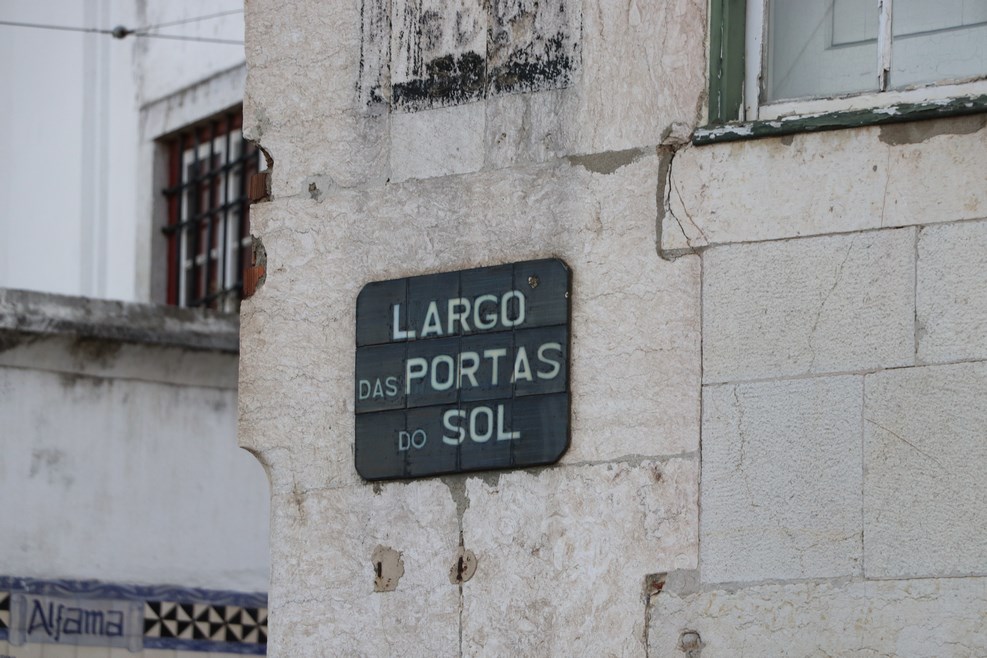 LARGO
DAS PORTAS
DO SOL
Alfama